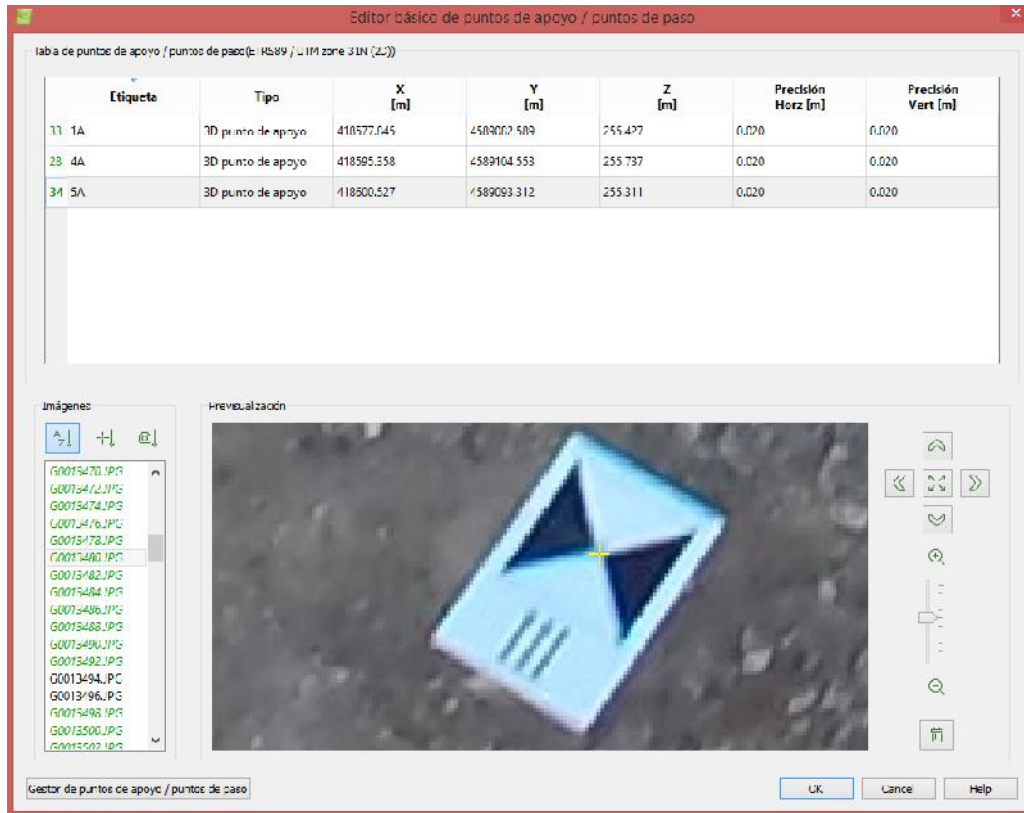 Editor básico de puntos de apoyo / puntos de paso
Tabla de puntos de apoyo / puntos de paso(ETRS89 / UTM zone 31N (2D))
Etiqueta Tipo X [m] Y [m] Z [m] Precisión Horz [m] Precisión Vert [m]
33 1A 3D punto de apoyo 418577.845 4589082.589 255.427 0.020 0.020
23 4A 3D punto de apoyo 418595.358 4589104.553 255.737 0.020 0.020
34 5A 3D punto de apoyo 418600.527 4589093.312 255.311 0.020 0.020
Imágenes
Previsualización
G0013470.JPG
G0013472.JPG
G0013474.JPG
G0013476.JPG
G0013478.JPG
G0013480.JPG
G0013482.JPG
G0013484.JPG
G0013486.JPG
G0013488.JPG
G0013490.JPG
G0013492.JPG
G0013494.JPG
G0013496.JPG
G0013498.JPG
G0013500.JPG
G0013502.JPG
Gestor de puntos de apoyo / puntos de paso
OK
Cancel
Help